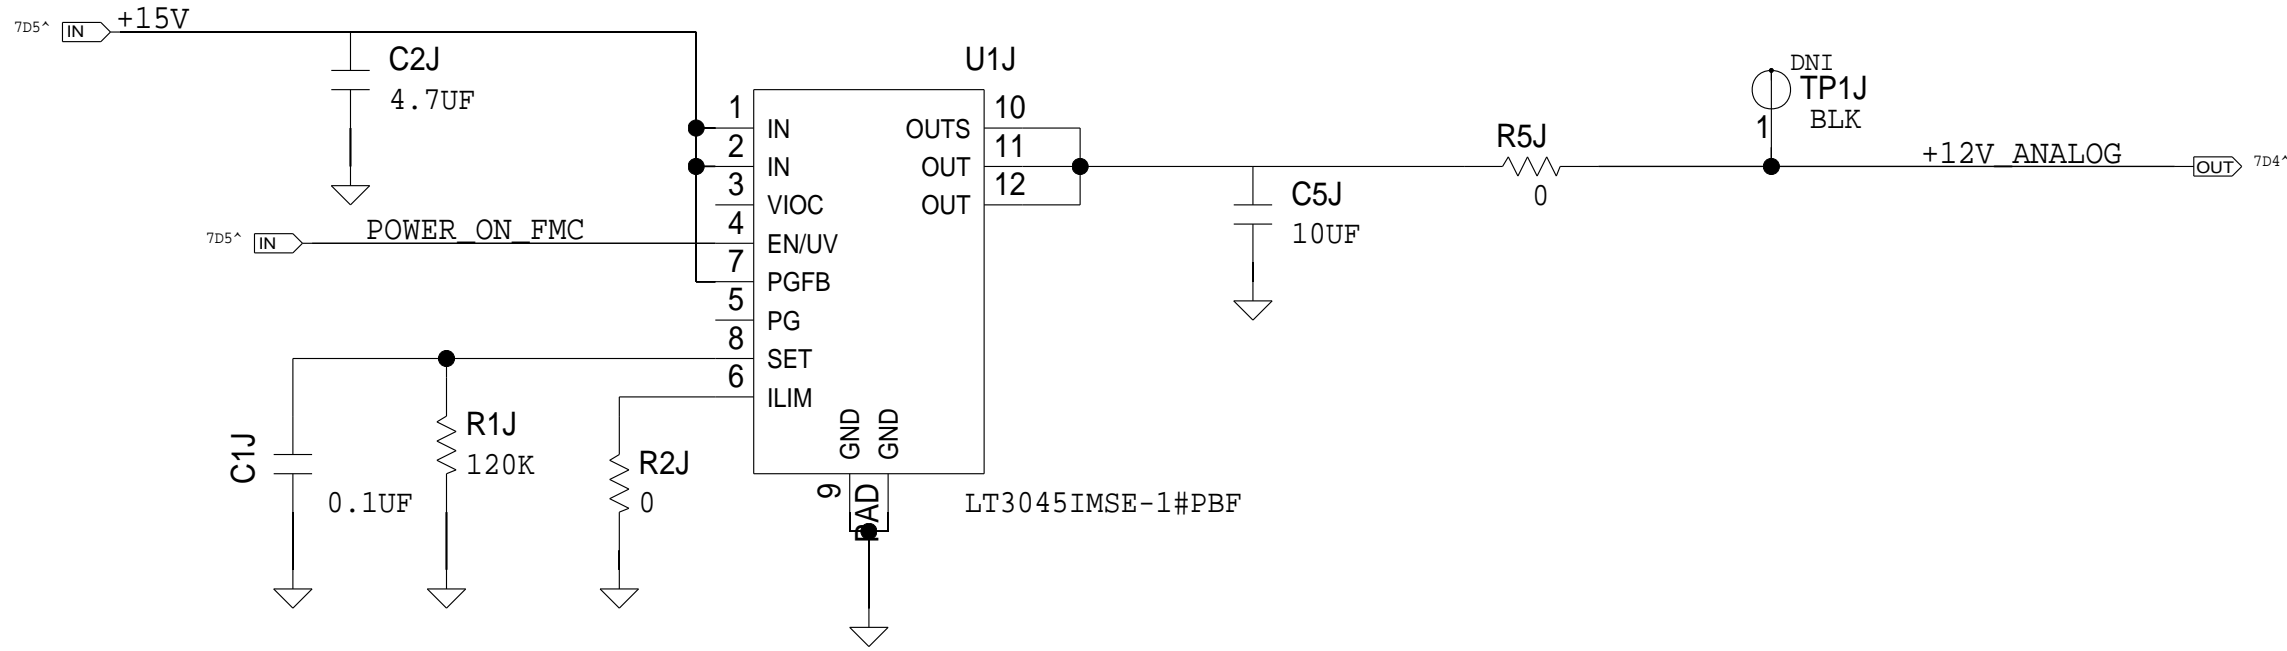 7D5^ IN +15V
C2J
4.7UF
U1J
DNI
TP1J
BLK
1
1 IN
2 IN
3 VIOC
4 EN/UV
7 PGFB
5 PG
8 SET
6 ILIM
10 OUTS
11 OUT
12 OUT
R5J
0
+12V_ANALOG OUT 7D4^
C5J
10UF
7D5^ IN POWER_ON_FMC
C1J
0.1UF
R1J
120K
R2J
0
GND
GND
9
PAD
LT3045IMSE-1#PBF